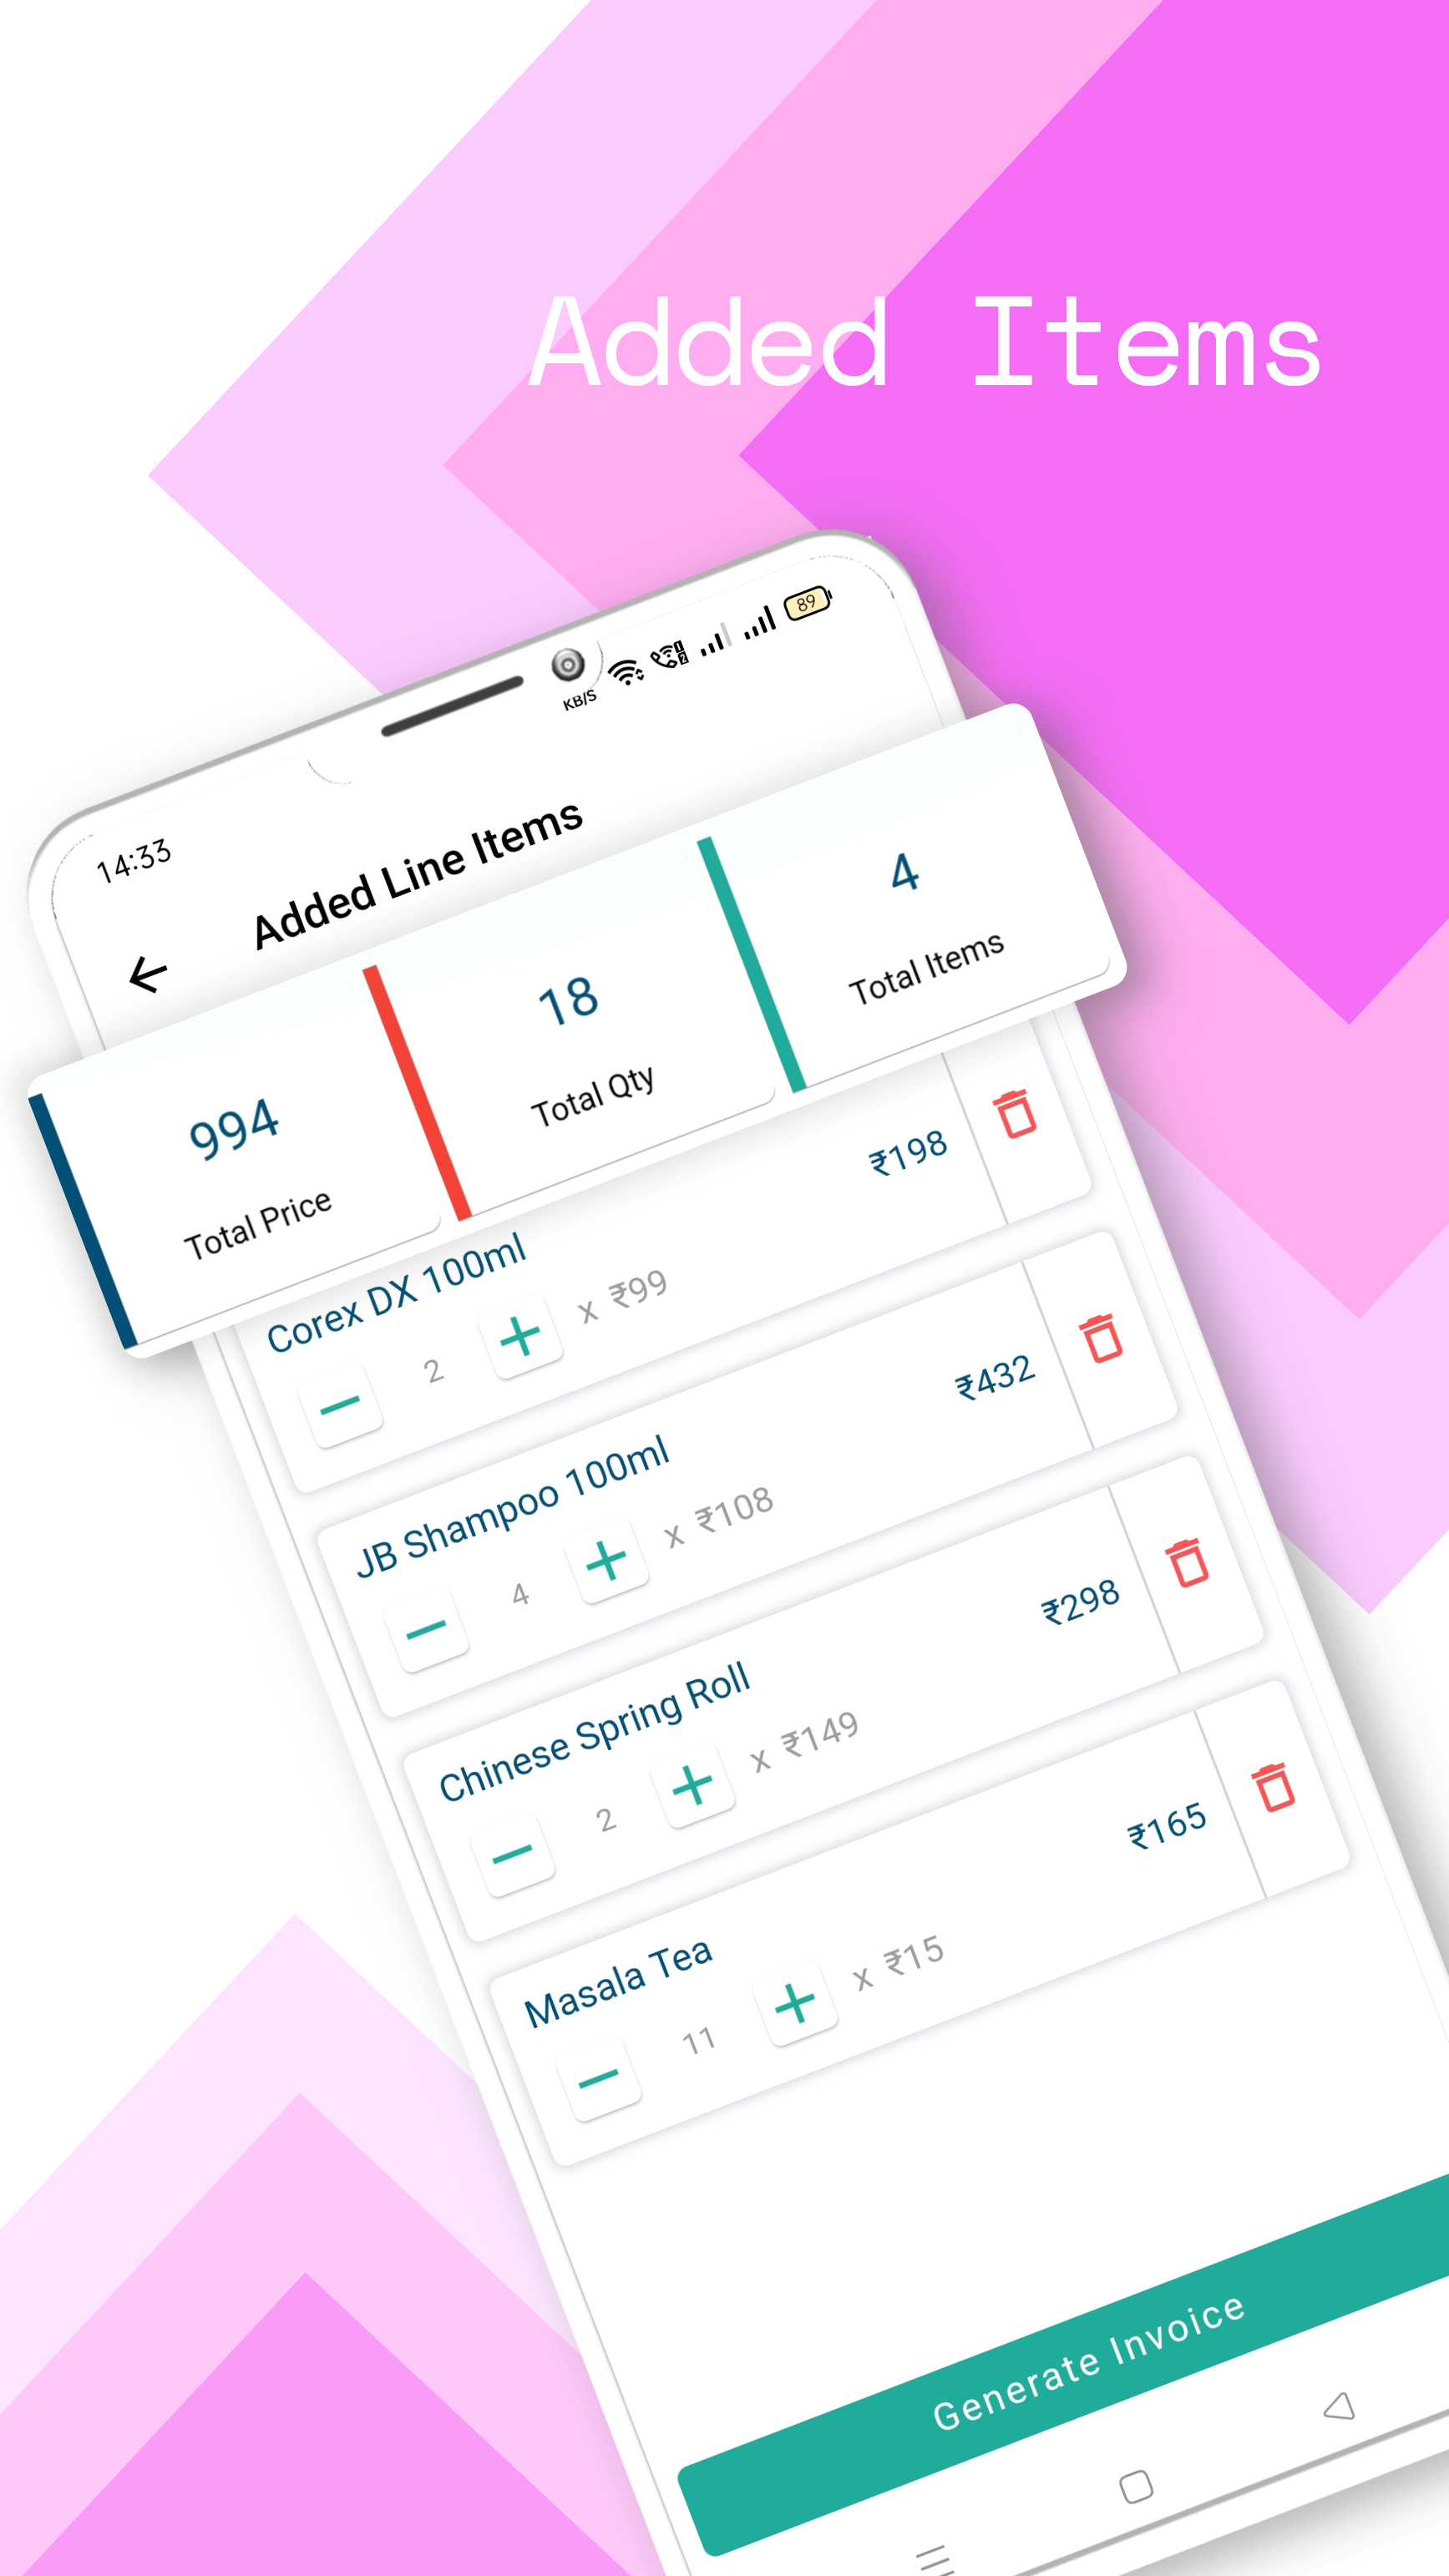 Added Items
89
KB/S
14:33
Added Line Items
994
Total Price
18
Total Qty
4
Total Items
Corex DX 100ml
2 x ₹99
₹198
JB Shampoo 100ml
4 x ₹108
₹432
Chinese Spring Roll
2 x ₹149
₹298
Masala Tea
11 x ₹15
₹165
Generate Invoice